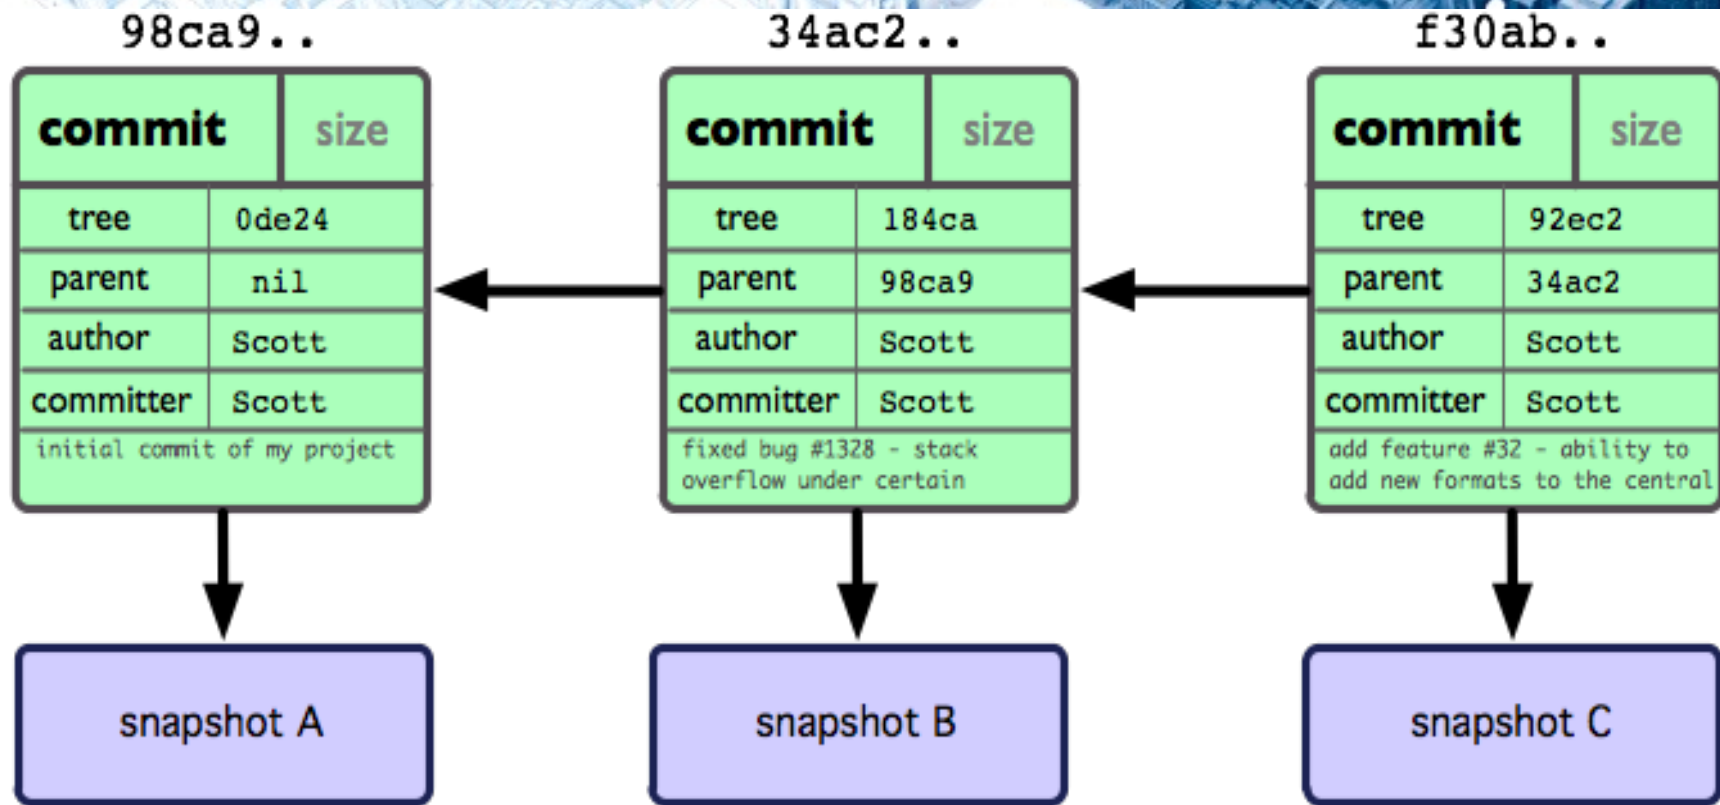 98ca9..
commit size
tree 0de24
parent nil
author Scott
committer Scott
initial commit of my project
snapshot A
34ac2..
commit size
tree 184ca
parent 98ca9
author Scott
committer Scott
fixed bug #1328 - stack
overflow under certain
snapshot B
f30ab..
commit size
tree 92ec2
parent 34ac2
author Scott
committer Scott
add feature #32 - ability to
add new formats to the central
snapshot C